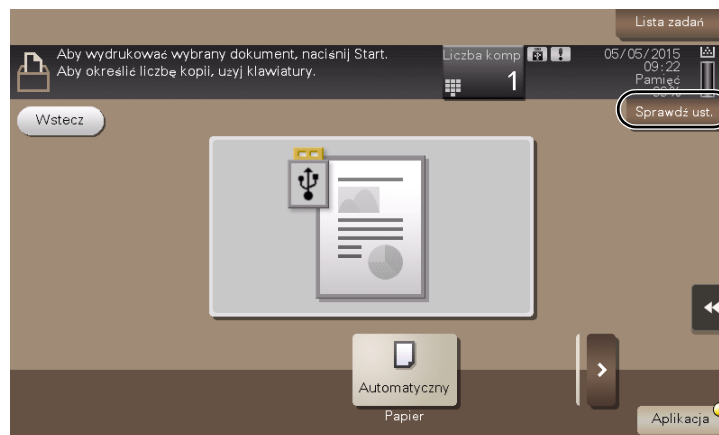 Lista zadań
Aby wydrukować wybrany dokument, naciśnij Start.
Aby określić liczbę kopii, użyj klawiatury.
Liczba komp
1
05/05/2015
09:22
Pamięć
Wstecz
Sprawdź ust.
Automatyczny
Papier
Aplikacja